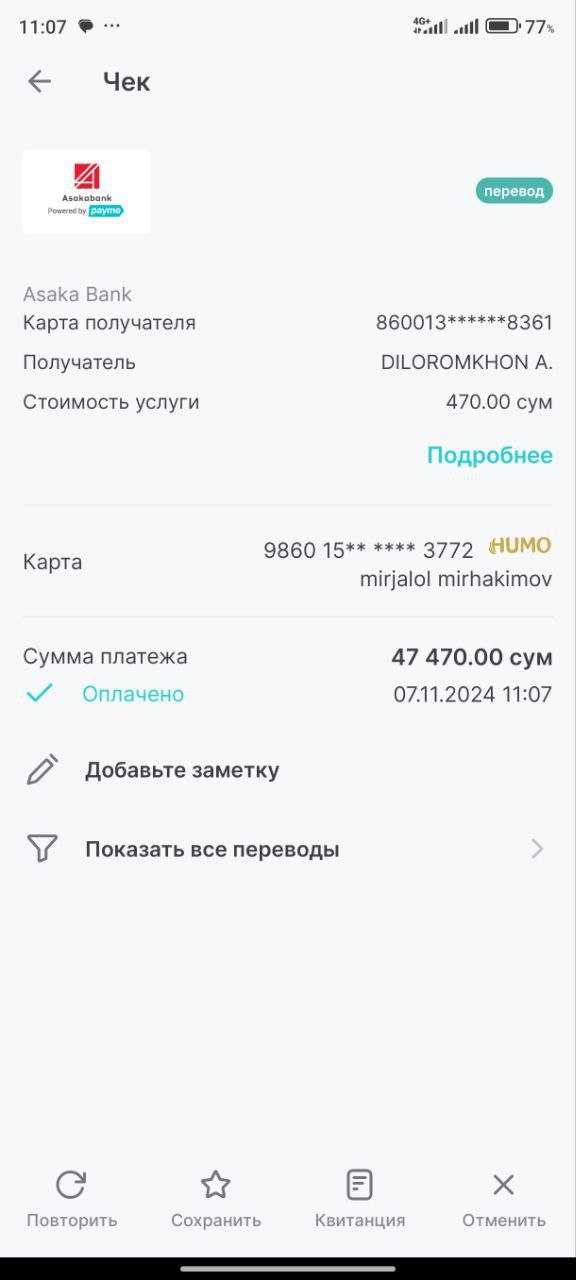 11:07 ... 4G+ 77%
Чек
Asakabank
Powered by payme
перевод
Asaka Bank
Карта получателя 860013******8361
Получатель DILOROMKHON A.
Стоимость услуги 470.00 сум
Подробнее
Карта 9860 15** **** 3772 HUMO
mirjalol mirhakimov
Сумма платежа 47 470.00 сум
Оплачено 07.11.2024 11:07
Добавьте заметку
Показать все переводы
Повторить Сохранить Квитанция Отменить